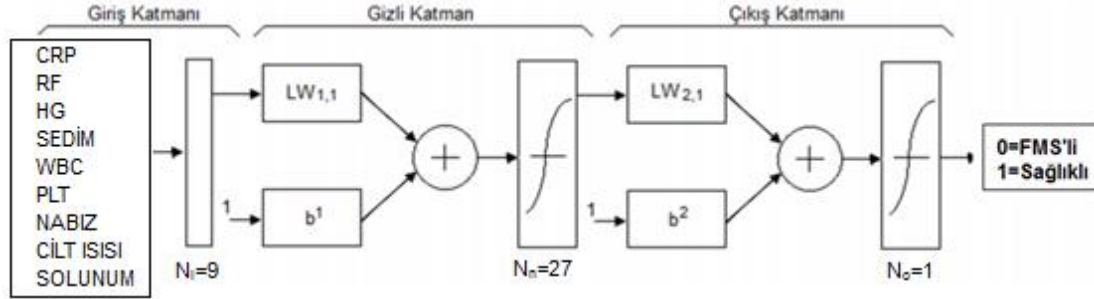 Giriş Katmanı
Gizli Katman
Çıkış Katmanı
CRP
RF
HG
SEDİM
WBC
PLT
NABIZ
CİLT ISISI
SOLUNUM
1
LW1,1
b1
1
LW2,1
b2
0=FMS'li
1=Sağlıklı
Ni=9
Nn=27
No=1